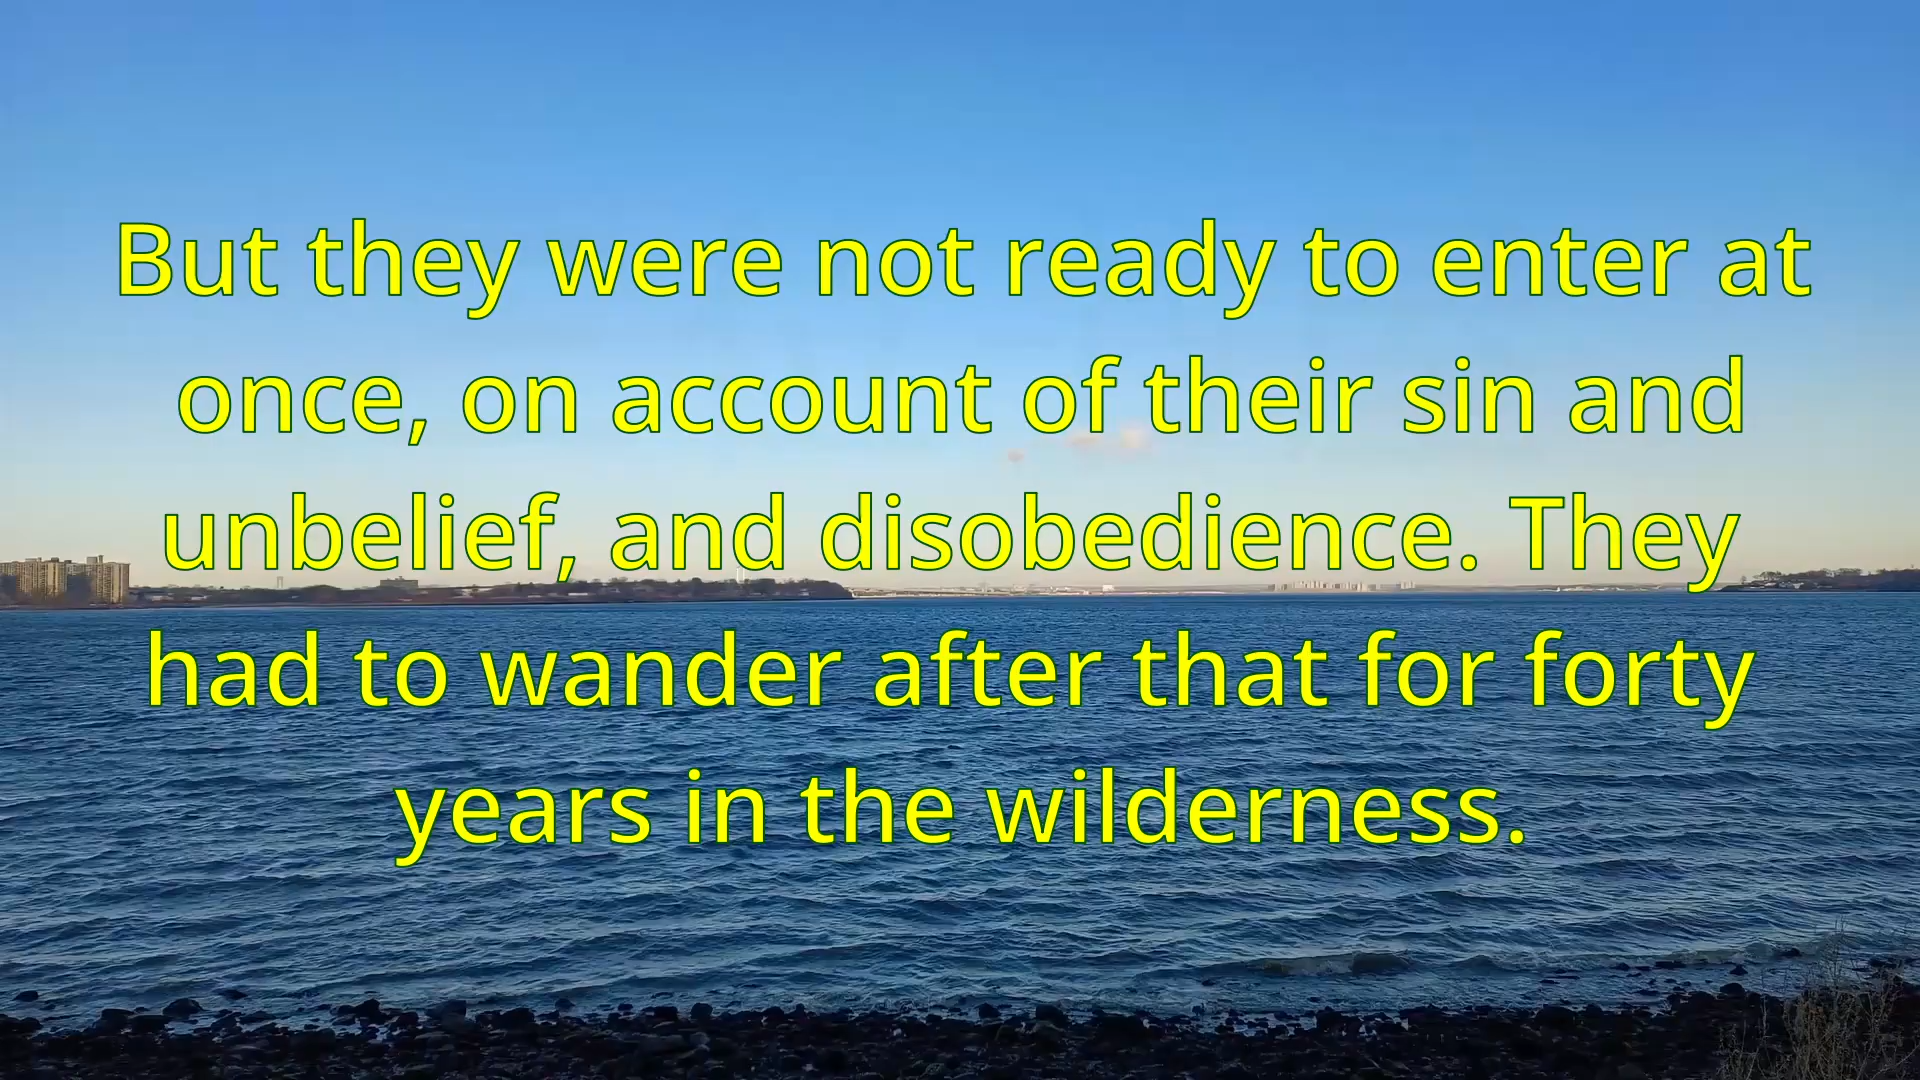 But they were not ready to enter at
once, on account of their sin and
unbelief, and disobedience. They
had to wander after that for forty
years in the wilderness.